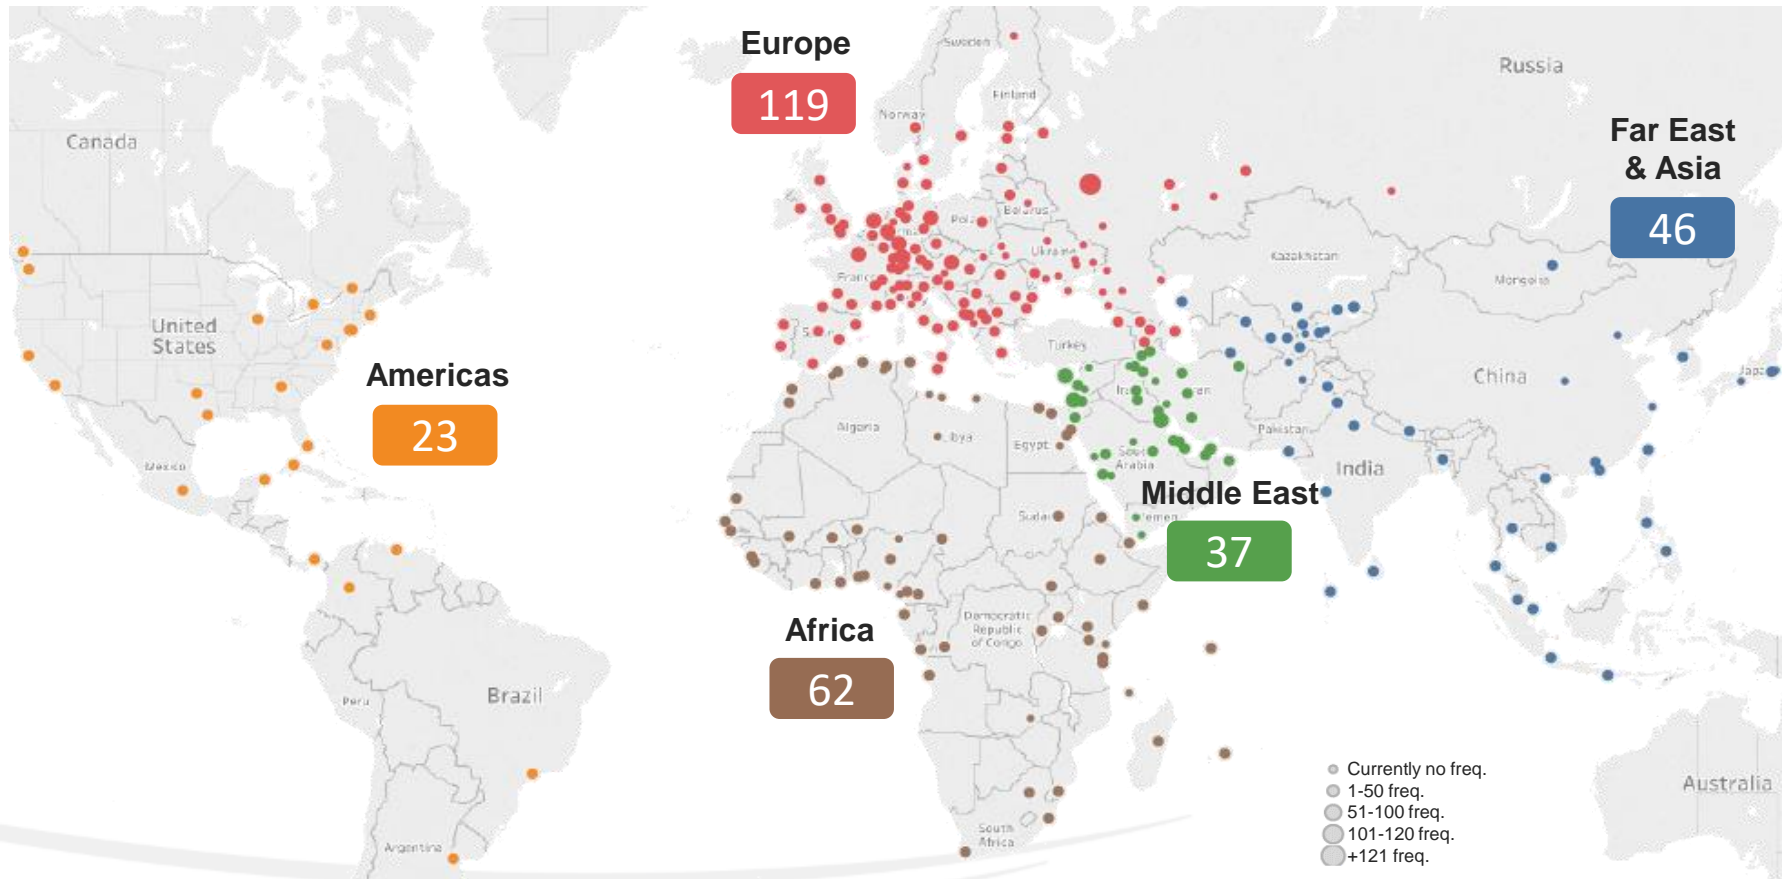 Europe
119
Sweden
Finland
Norway
Russia
Far East
& Asia
46
Canada
Belarus
Ukraine
Kazakhstan
Mongolia
France
United
States
Turkey
Americas
23
China
Algeria
Libya
Egypt
Pakistan
India
Saudi
Arabia
Mexico
Middle East
37
Sudan
Yemen
Africa
62
Democratic
Republic
of Congo
Peru
Brazil
Currently no freq.
1-50 freq.
51-100 freq.
101-120 freq.
+121 freq.
Australia
South
Africa
Argentina